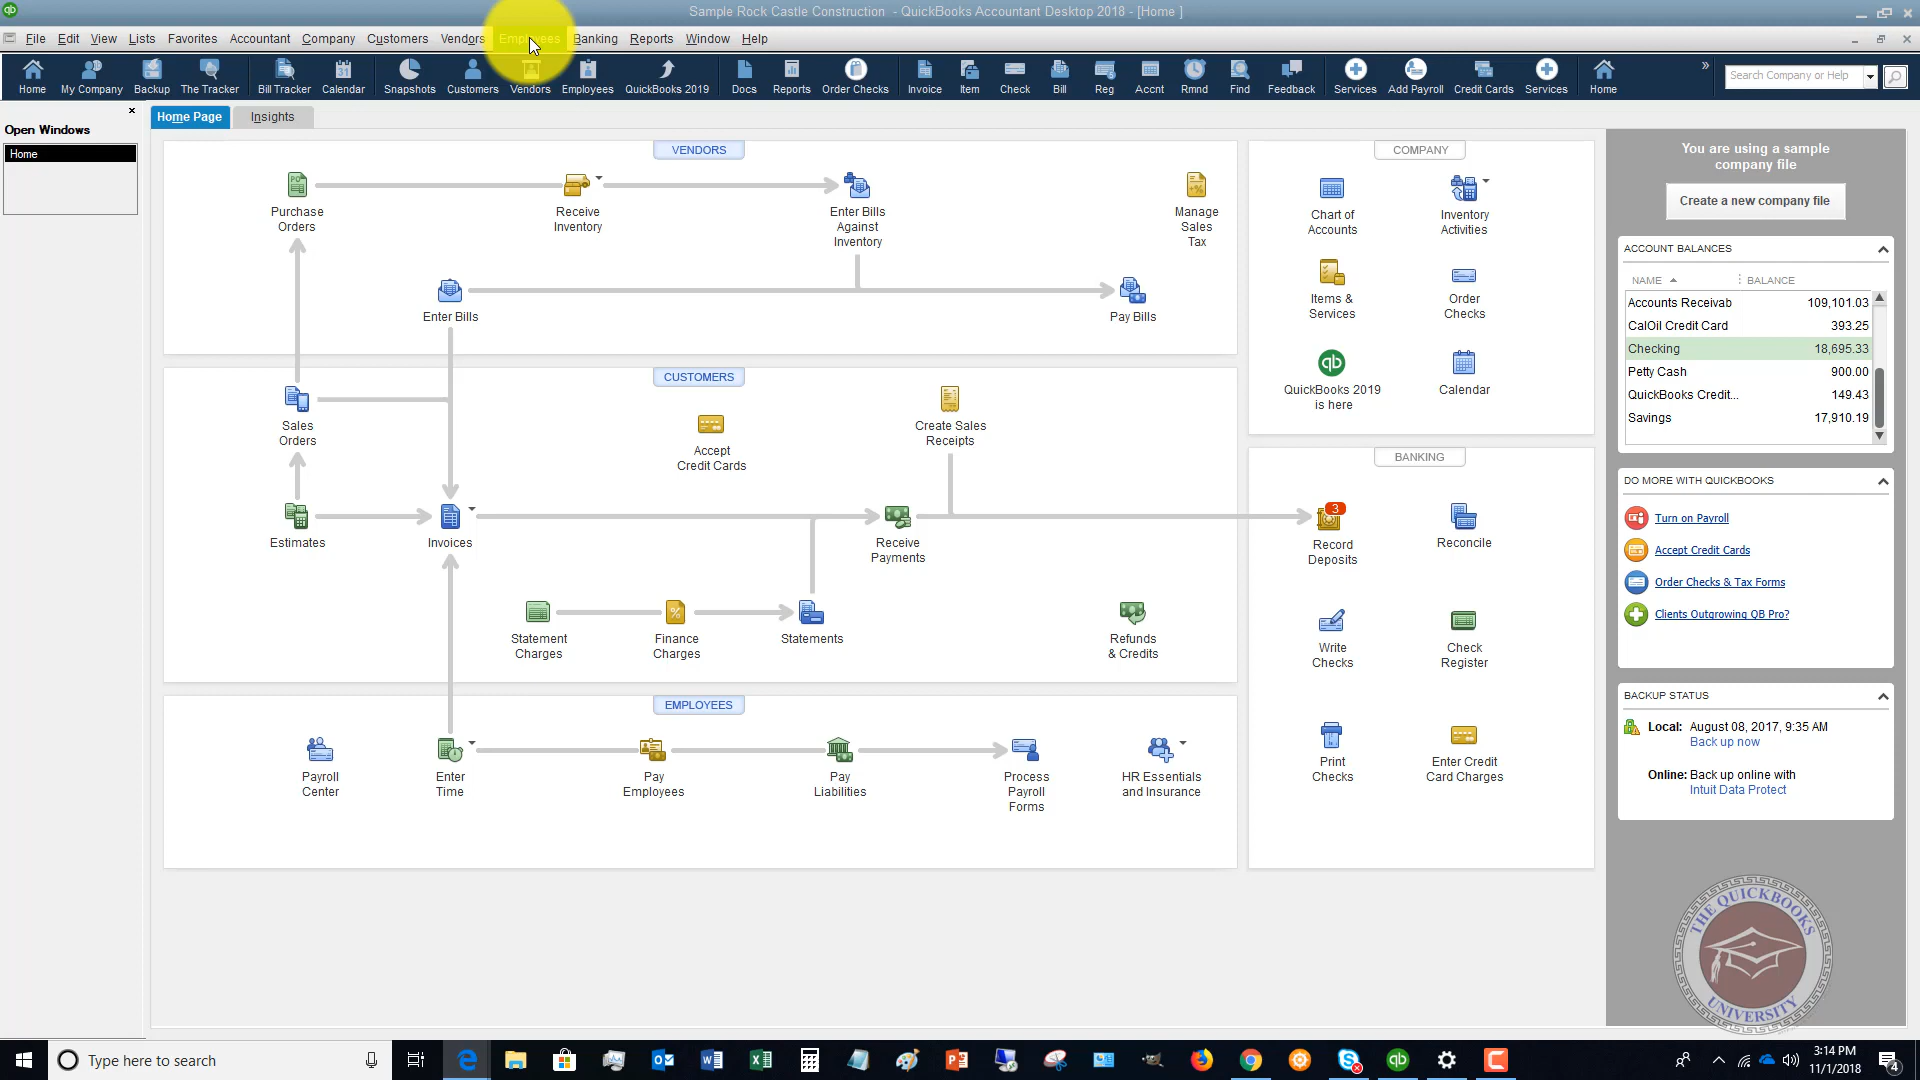 Sample Rock Castle Construction - QuickBooks Accountant Desktop 2018 - [Home ]
File Edit View Lists Favorites Accountant Company Customers Vendors Employees Banking Reports Window Help
Home My Company Backup The Tracker Bill Tracker Calendar Snapshots Customers Vendors Employees QuickBooks 2019 Docs Reports Order Checks Invoice Item Check Bill Reg Accnt Rmnd Find Feedback Services Add Payroll Credit Cards Services Home » Search Company or Help
Open Windows
Home
Home Page Insights
VENDORS
Purchase
Orders
Receive
Inventory
Enter Bills
Against
Inventory
Manage
Sales
Tax
Enter Bills
Pay Bills
CUSTOMERS
Sales
Orders
Accept
Credit Cards
Create Sales
Receipts
Estimates
Invoices
Receive
Payments
Statement
Charges
Finance
Charges
Statements
Refunds
& Credits
EMPLOYEES
Payroll
Center
Enter
Time
Pay
Employees
Pay
Liabilities
Process
Payroll
Forms
HR Essentials
and Insurance
COMPANY
Chart of
Accounts
Inventory
Activities
Items &
Services
Order
Checks
QuickBooks 2019
is here
Calendar
BANKING
3
Record
Deposits
Reconcile
Write
Checks
Check
Register
Print
Checks
Enter Credit
Card Charges
You are using a sample
company file
Create a new company file
ACCOUNT BALANCES
NAME BALANCE
Accounts Receivab 109,101.03
CalOil Credit Card 393.25
Checking 18,695.33
Petty Cash 900.00
QuickBooks Credit... 149.43
Savings 17,910.19
DO MORE WITH QUICKBOOKS
Turn on Payroll
Accept Credit Cards
Order Checks & Tax Forms
Clients Outgrowing QB Pro?
BACKUP STATUS
Local: August 08, 2017, 9:35 AM
Back up now
Online: Back up online with
Intuit Data Protect
THE QUICKBOOKS
UNIVERSITY
Type here to search
3:14 PM
11/1/2018
4